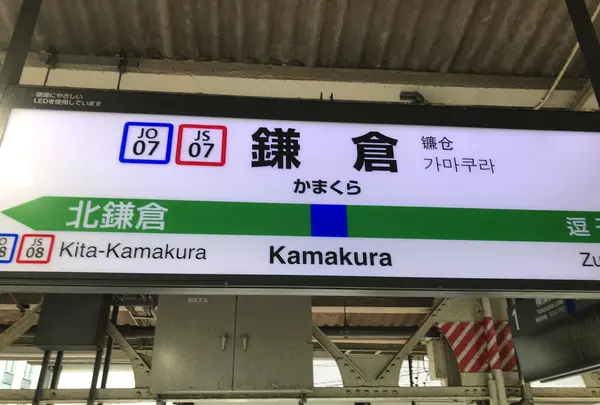 環境にやさしい
LEDを使用しています
JO
07
JS
07
鎌倉
镰仓
가마쿠라
かまくら
北鎌倉
逗
JS
08
Kita-Kamakura
Kamakura
Zu
1